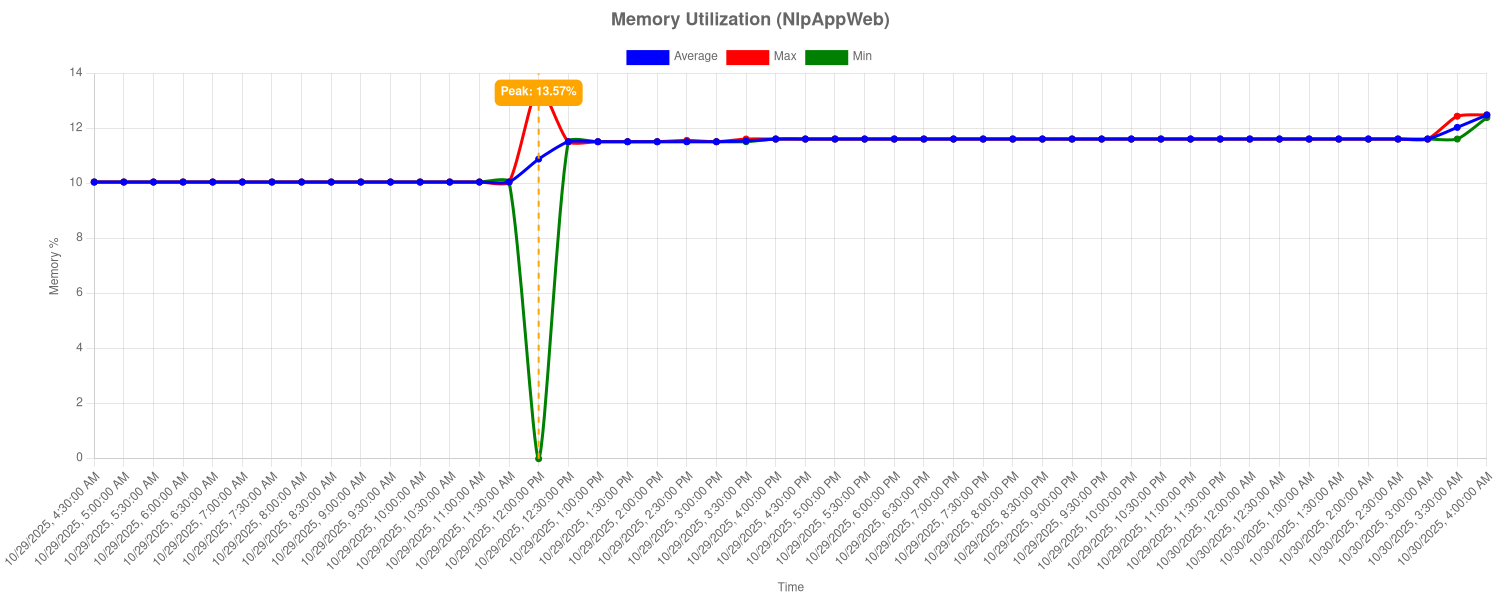 Memory Utilization (NlpAppWeb)
Average Max Min
Peak: 13.57%
14
12
10
8
6
4
2
0
Memory %
10/29/2025, 4:30:00 AM
10/29/2025, 5:00:00 AM
10/29/2025, 5:30:00 AM
10/29/2025, 6:00:00 AM
10/29/2025, 6:30:00 AM
10/29/2025, 7:00:00 AM
10/29/2025, 7:30:00 AM
10/29/2025, 8:00:00 AM
10/29/2025, 8:30:00 AM
10/29/2025, 9:00:00 AM
10/29/2025, 9:30:00 AM
10/29/2025, 10:00:00 AM
10/29/2025, 10:30:00 AM
10/29/2025, 11:00:00 AM
10/29/2025, 11:30:00 AM
10/29/2025, 12:00:00 PM
10/29/2025, 12:30:00 PM
10/29/2025, 1:00:00 PM
10/29/2025, 1:30:00 PM
10/29/2025, 2:00:00 PM
10/29/2025, 2:30:00 PM
10/29/2025, 3:00:00 PM
10/29/2025, 3:30:00 PM
10/29/2025, 4:00:00 PM
10/29/2025, 4:30:00 PM
10/29/2025, 5:00:00 PM
10/29/2025, 5:30:00 PM
10/29/2025, 6:00:00 PM
10/29/2025, 6:30:00 PM
10/29/2025, 7:00:00 PM
10/29/2025, 7:30:00 PM
10/29/2025, 8:00:00 PM
10/29/2025, 8:30:00 PM
10/29/2025, 9:00:00 PM
10/29/2025, 9:30:00 PM
10/29/2025, 10:00:00 PM
10/29/2025, 10:30:00 PM
10/29/2025, 11:00:00 PM
10/29/2025, 11:30:00 PM
10/30/2025, 12:00:00 AM
10/30/2025, 12:30:00 AM
10/30/2025, 1:00:00 AM
10/30/2025, 1:30:00 AM
10/30/2025, 2:00:00 AM
10/30/2025, 2:30:00 AM
10/30/2025, 3:00:00 AM
10/30/2025, 3:30:00 AM
10/30/2025, 4:00:00 AM
Time